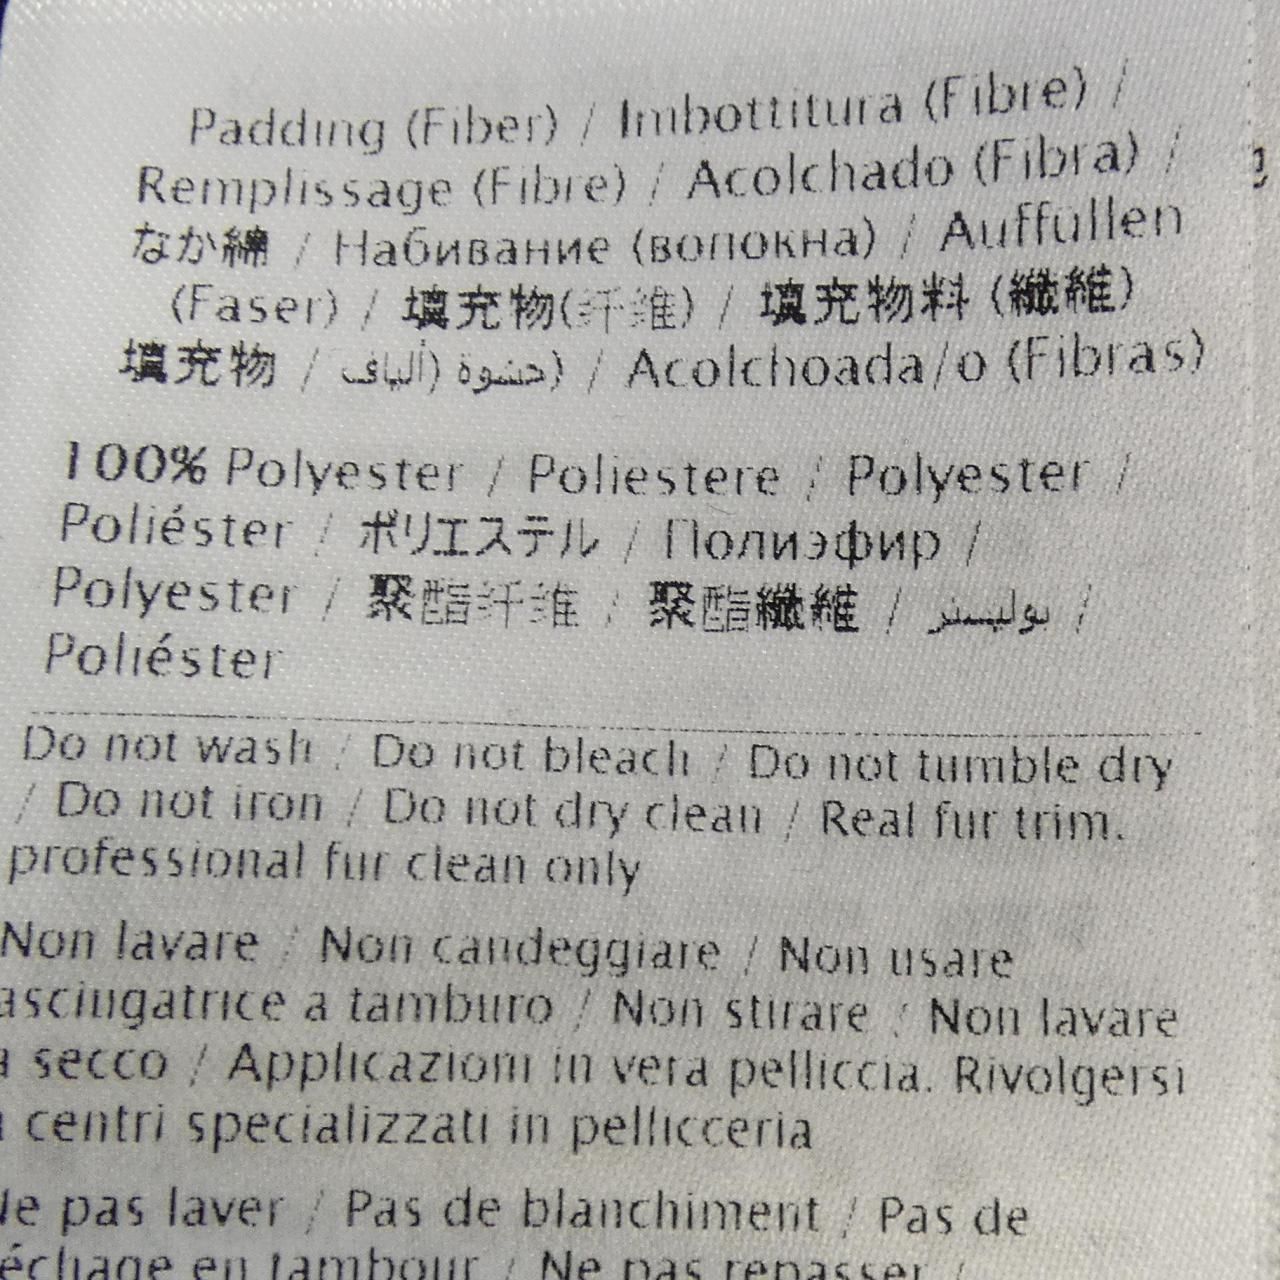 Padding (Fiber) / Imbottitura (Fibre) /
Remplissage (Fibre) / Acolchado (Fibra) /
なか綿 / Набивание (волокна) / Auffüllen
(Faser) / 填充物(纤维) / 填充物料 (纖維)
填充物 / حشوة (ألياف) / Acolchoada/o (Fibras)
100% Polyester / Poliestere / Polyester /
Poliéster / ポリエステル / Полиэфир /
Polyester / 聚酯纤维 / 聚酯纖維 / بوليستر /
Poliéster
Do not wash / Do not bleach / Do not tumble dry
/ Do not iron / Do not dry clean / Real fur trim.
professional fur clean only
Non lavare / Non candeggiare / Non usare
asciugatrice a tamburo / Non stirare / Non lavare
a secco / Applicazioni in vera pelliccia. Rivolgersi
a centri specializzati in pellicceria
Ne pas laver / Pas de blanchiment / Pas de
séchage en tambour / Ne pas repasser /